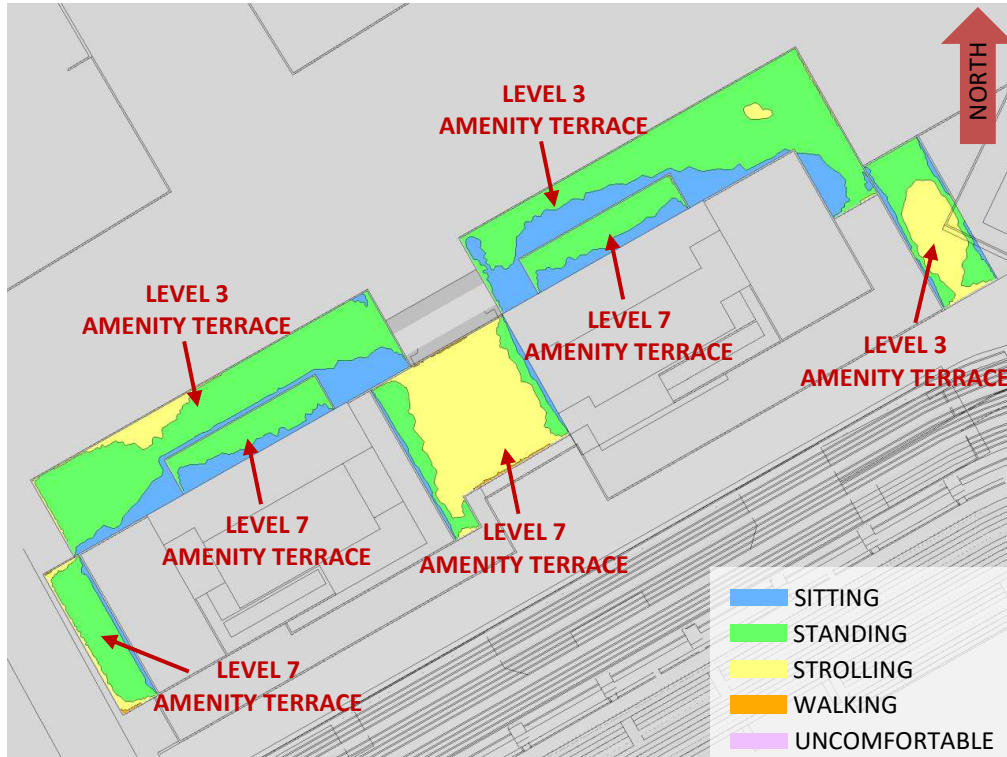 NORTH
LEVEL 3
AMENITY TERRACE
LEVEL 3
AMENITY TERRACE
LEVEL 7
AMENITY TERRACE
LEVEL 3
AMENITY TERRACE
LEVEL 7
AMENITY TERRACE
LEVEL 7
AMENITY TERRACE
LEVEL 7
AMENITY TERRACE
SITTING
STANDING
STROLLING
WALKING
UNCOMFORTABLE